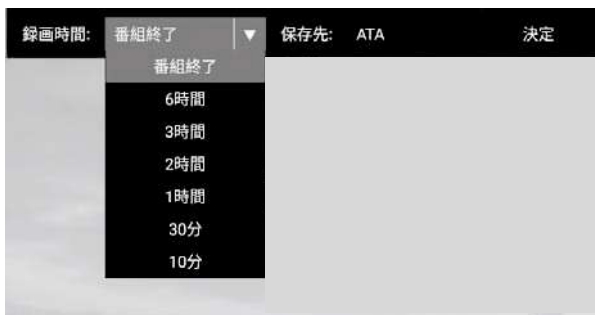 録画時間: 番組終了 ▼ 保存先: ATA 決定
番組終了
6時間
3時間
2時間
1時間
30分
10分